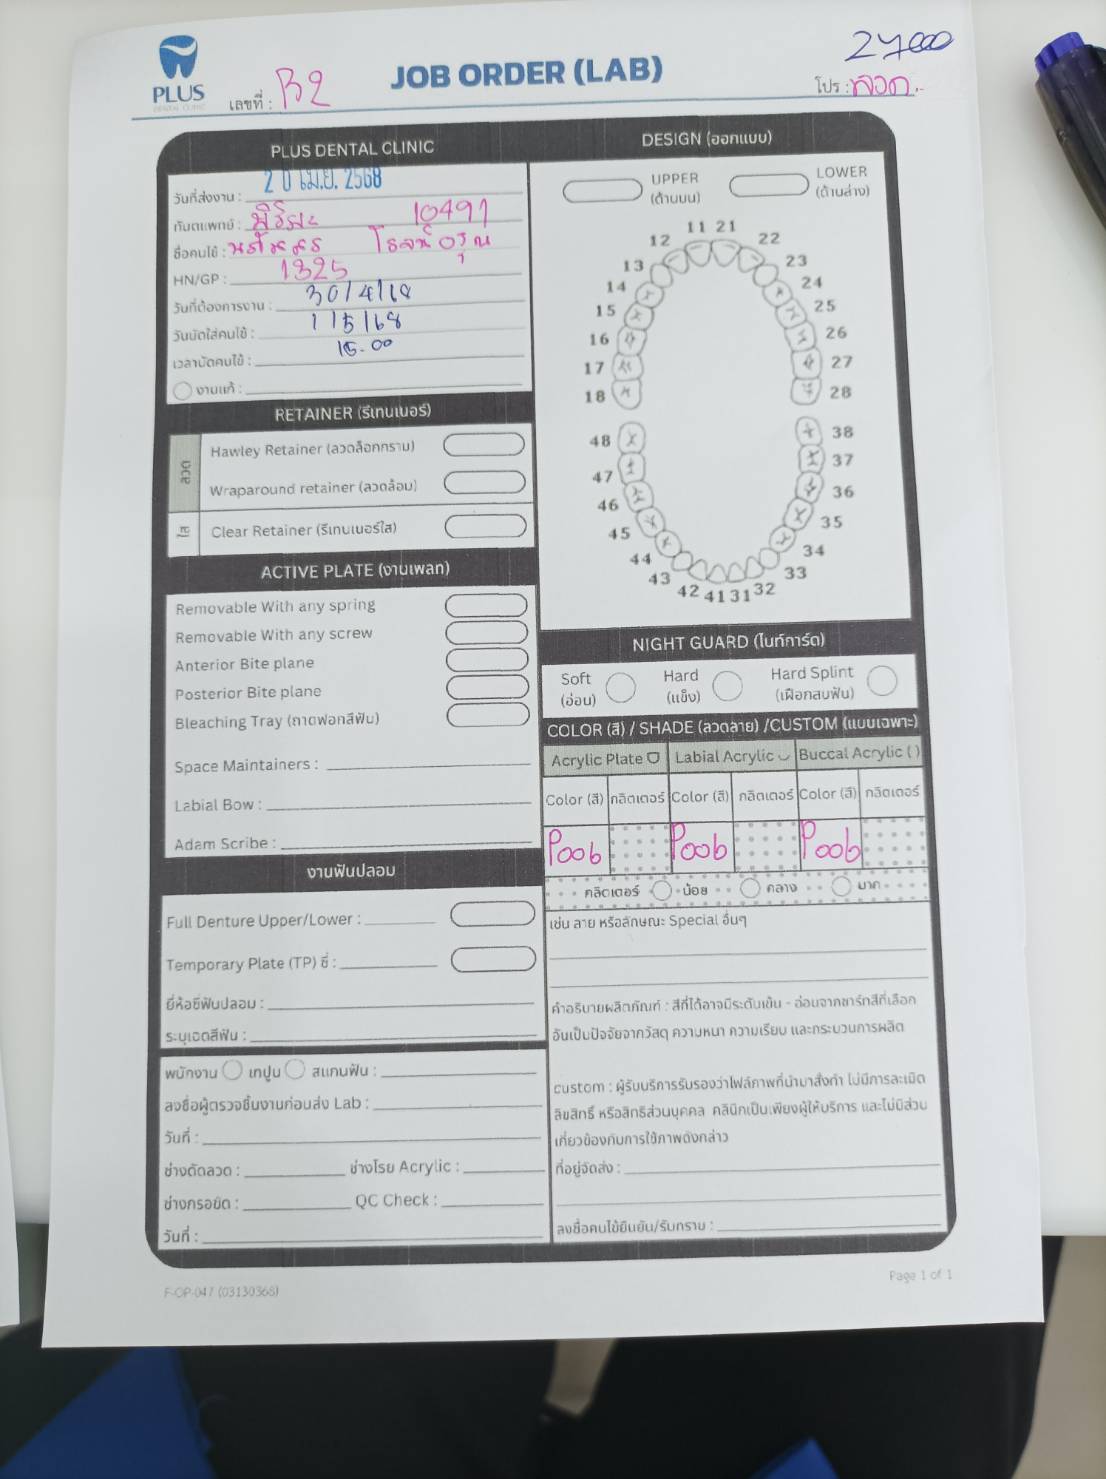 27000
PLUS
DENTAL CLINIC
เลขที่ : B2
JOB ORDER (LAB)
โปร : ลวด
PLUS DENTAL CLINIC
วันที่ส่งงาน : 20 เม.ย. 2568
ทันตแพทย์ : พิริยะ 10497
ชื่อคนไข้ :
HN/GP : 1325
วันที่ต้องการงาน : 30/4/68
วันนัดใส่คนไข้ : 1/5/68
เวลานัดคนไข้ : 15.00
งานแก้ :
DESIGN (ออกแบบ)
UPPER (ด้านบน)
LOWER (ด้านล่าง)
11 21
12 22
13 23
14 24
15 25
16 26
17 27
18 28
48 38
47 37
46 36
45 35
44 34
43 33
42 41 31 32
RETAINER (รีเทนเนอร์)
ลวด
Hawley Retainer (ลวดล็อกกราม)
Wraparound retainer (ลวดล้อม)
ใส
Clear Retainer (รีเทนเนอร์ใส)
ACTIVE PLATE (งานเพลท)
Removable With any spring
Removable With any screw
Anterior Bite plane
Posterior Bite plane
Bleaching Tray (ถาดฟอกสีฟัน)
Space Maintainers :
Labial Bow :
Adam Scribe :
NIGHT GUARD (ไนท์การ์ด)
Soft (อ่อน)
Hard (แข็ง)
Hard Splint (เฝือกสบฟัน)
COLOR (สี) / SHADE (ลวดลาย) /CUSTOM (แบบเฉพาะ)
Acrylic Plate Labial Acrylic Buccal Acrylic ( )
Color (สี) กลิตเตอร์ Color (สี) กลิตเตอร์ Color (สี) กลิตเตอร์
P006 P006 P006
กลิตเตอร์ น้อย กลาง มาก
เช่น ลาย หรือลักษณะ Special อื่นๆ
งานฟันปลอม
Full Denture Upper/Lower :
Temporary Plate (TP) ซี่ :
ยี่ห้อซี่ฟันปลอม :
ระบุเฉดสีฟัน :
คำอธิบายผลิตภัณฑ์ : สีที่ได้อาจมีระดับเข้ม - อ่อนจากชาร์ทสีที่เลือก
อันเป็นปัจจัยจากวัสดุ ความหนา ความเรียบ และกระบวนการผลิต
พนักงาน เทปูน สแกนฟัน :
ลงชื่อผู้ตรวจชิ้นงานก่อนส่ง Lab :
วันที่ :
ช่างดัดลวด : ช่างโรย Acrylic :
ช่างกรอขัด : QC Check :
วันที่ :
custom : ผู้รับบริการรับรองว่าไฟล์ภาพที่นำมาสั่งทำ ไม่มีการละเมิด
ลิขสิทธิ์ หรือสิทธิส่วนบุคคล คลินิกเป็นเพียงผู้ให้บริการ และไม่มีส่วน
เกี่ยวข้องกับการใช้ภาพดังกล่าว
ที่อยู่จัดส่ง :
ลงชื่อคนไข้ยืนยัน/รับทราบ :
F-OP-047 (03130368)
Page 1 of 1